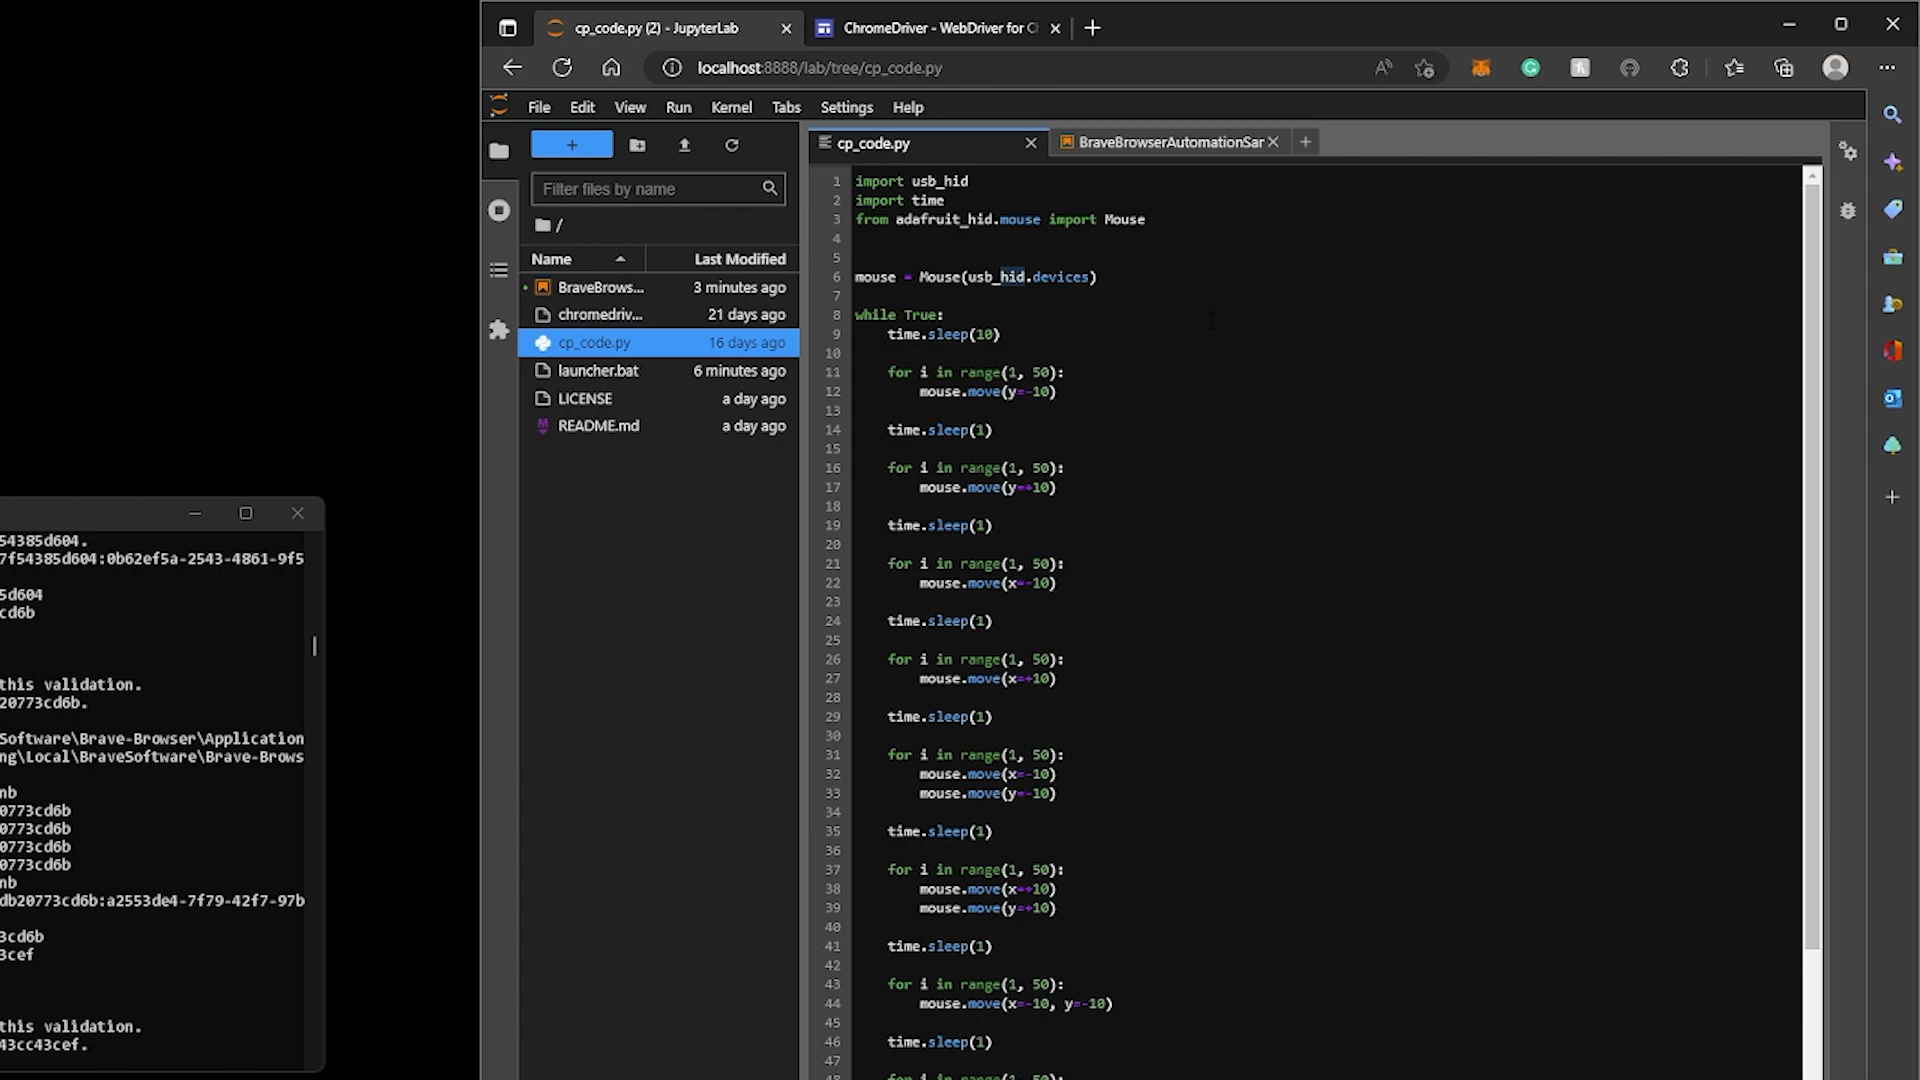 cp_code.py (2) - JupyterLab
ChromeDriver - WebDriver for C
localhost:8888/lab/tree/cp_code.py
File Edit View Run Kernel Tabs Settings Help
+
Filter files by name
/
Name Last Modified
BraveBrows... 3 minutes ago
chromedriv... 21 days ago
cp_code.py 16 days ago
launcher.bat 6 minutes ago
LICENSE a day ago
README.md a day ago
cp_code.py
BraveBrowserAutomationSar
1 import usb_hid
2 import time
3 from adafruit_hid.mouse import Mouse
4
5
6 mouse = Mouse(usb_hid.devices)
7
8 while True:
9 time.sleep(10)
10
11 for i in range(1, 50):
12 mouse.move(y=-10)
13
14 time.sleep(1)
15
16 for i in range(1, 50):
17 mouse.move(y=+10)
18
19 time.sleep(1)
20
21 for i in range(1, 50):
22 mouse.move(x=-10)
23
24 time.sleep(1)
25
26 for i in range(1, 50):
27 mouse.move(x=+10)
28
29 time.sleep(1)
30
31 for i in range(1, 50):
32 mouse.move(x=-10)
33 mouse.move(y=-10)
34
35 time.sleep(1)
36
37 for i in range(1, 50):
38 mouse.move(x=+10)
39 mouse.move(y=+10)
40
41 time.sleep(1)
42
43 for i in range(1, 50):
44 mouse.move(x=-10, y=-10)
45
46 time.sleep(1)
47
48 for i in range(1, 50):
54385d604.
7f54385d604:0b62ef5a-2543-4861-9f5
5d604
cd6b
this validation.
20773cd6b.
Software\Brave-Browser\Application
ng\Local\BraveSoftware\Brave-Brows
nb
0773cd6b
0773cd6b
0773cd6b
0773cd6b
nb
db20773cd6b:a2553de4-7f79-42f7-97b
3cd6b
3cef
this validation.
43cc43cef.